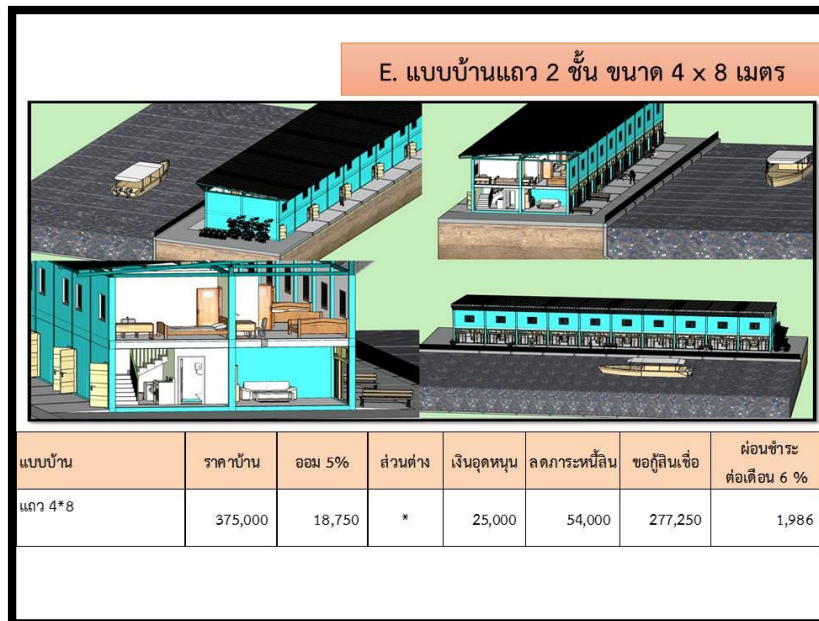 E. แบบบ้านแถว 2 ชั้น ขนาด 4 x 8 เมตร
แบบบ้าน ราคาบ้าน ออม 5% ส่วนต่าง เงินอุดหนุน ลดภาระหนี้สิน ขอกู้สินเชื่อ ผ่อนชำระ
ต่อเดือน 6 %
แถว 4*8 375,000 18,750 * 25,000 54,000 277,250 1,986